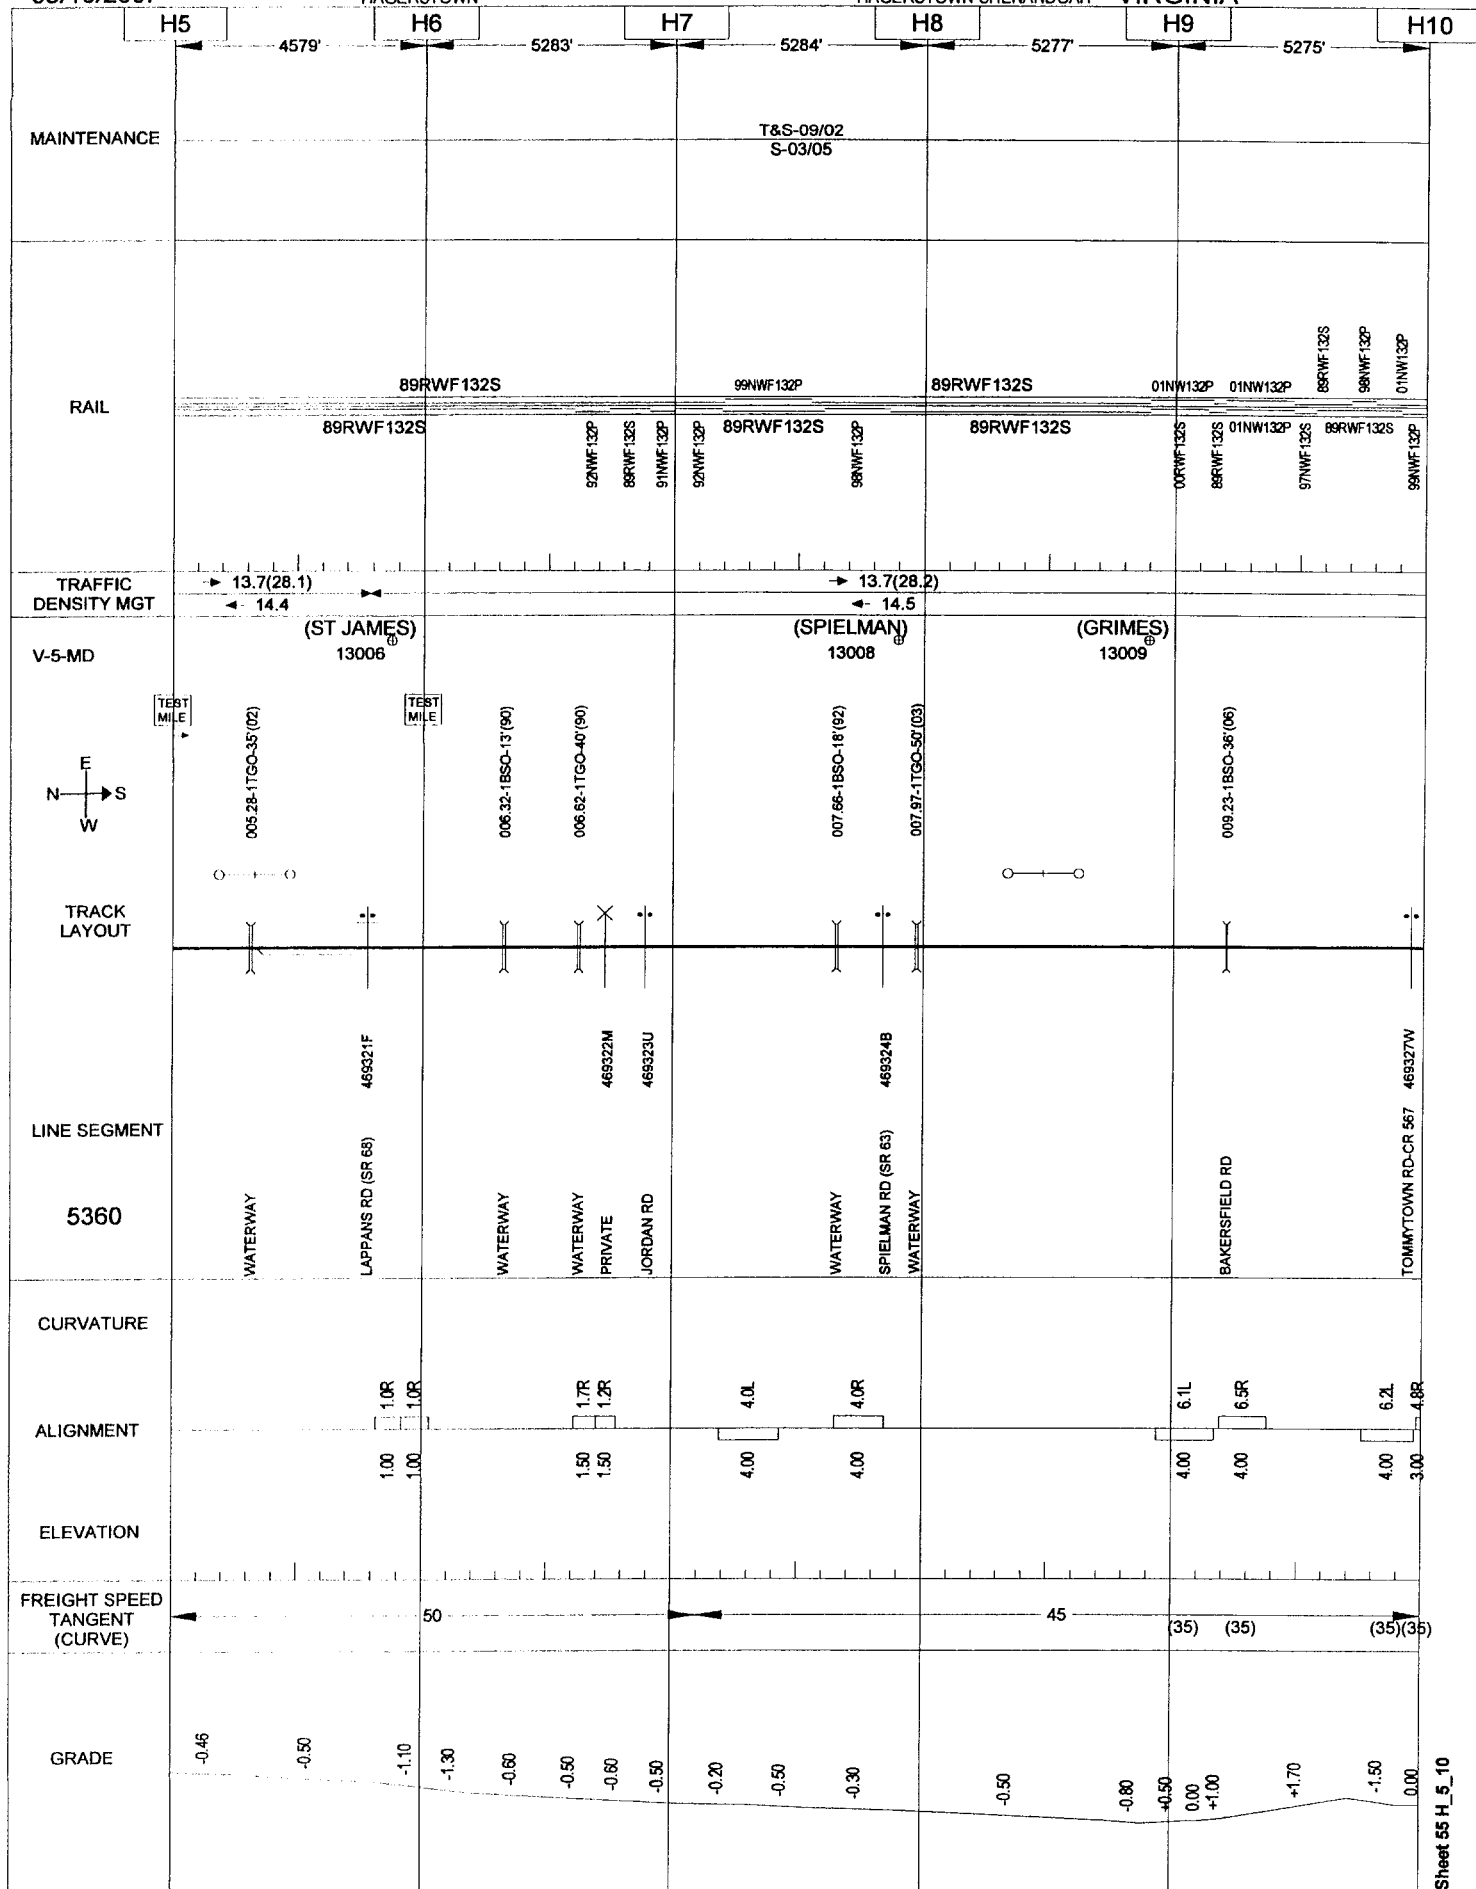 VIRGINIA
H5 H6 H7 H8 H9 H10
4579' 5283' 5284' 5277' 5275'
MAINTENANCE
T&S-09/02
S-03/05
89RWF132S
98NWF132P
01NW132P
89RWF132S 99NWF132P 89RWF132S 01NW132P 01NW132P
RAIL
89RWF132S 89RWF132S 89RWF132S 01NW132P 89RWF132S
92NWF132P
89RWF132S
91NWF132P
92NWF132P
98NWF132P
00RWF132S
89RWF132S
97NWF132S
99NWF132P
TRAFFIC
DENSITY MGT
13.7(28.1) 13.7(28.2)
14.4 14.5
(ST JAMES) (SPIELMAN) (GRIMES)
V-5-MD
13006 13008 13009
TEST
MILE
TEST
MILE
E
N S
W
005.28-1TGO-35'(02)
006.32-1BSO-13'(90)
006.62-1TGO-40'(90)
007.66-1BSO-18'(92)
007.97-1TGO-50'(03)
009.23-1BSO-36'(06)
TRACK
LAYOUT
LINE SEGMENT
5360
WATERWAY
LAPPANS RD (SR 68) 469321F
WATERWAY
WATERWAY
PRIVATE 469322M
JORDAN RD 469323U
WATERWAY
SPIELMAN RD (SR 63) 469324B
WATERWAY
BAKERSFIELD RD
TOMMYTOWN RD-CR 567 469327W
CURVATURE
1.0R 1.0R 1.7R 1.2R 4.0L 4.0R 6.1L 6.5R 6.2L 4.8R
ALIGNMENT
1.00 1.00 1.50 1.50 4.00 4.00 4.00 4.00 4.00 3.00
ELEVATION
FREIGHT SPEED
TANGENT
(CURVE)
50 45
(35) (35) (35)(35)
GRADE
-0.46 -0.50 -1.10 -1.30 -0.60 -0.50 -0.60 -0.50 -0.20 -0.50 -0.30 -0.50 -0.80 +0.50 0.00 +1.00 +1.70 -1.50 0.00
Sheet 55 H_5_10